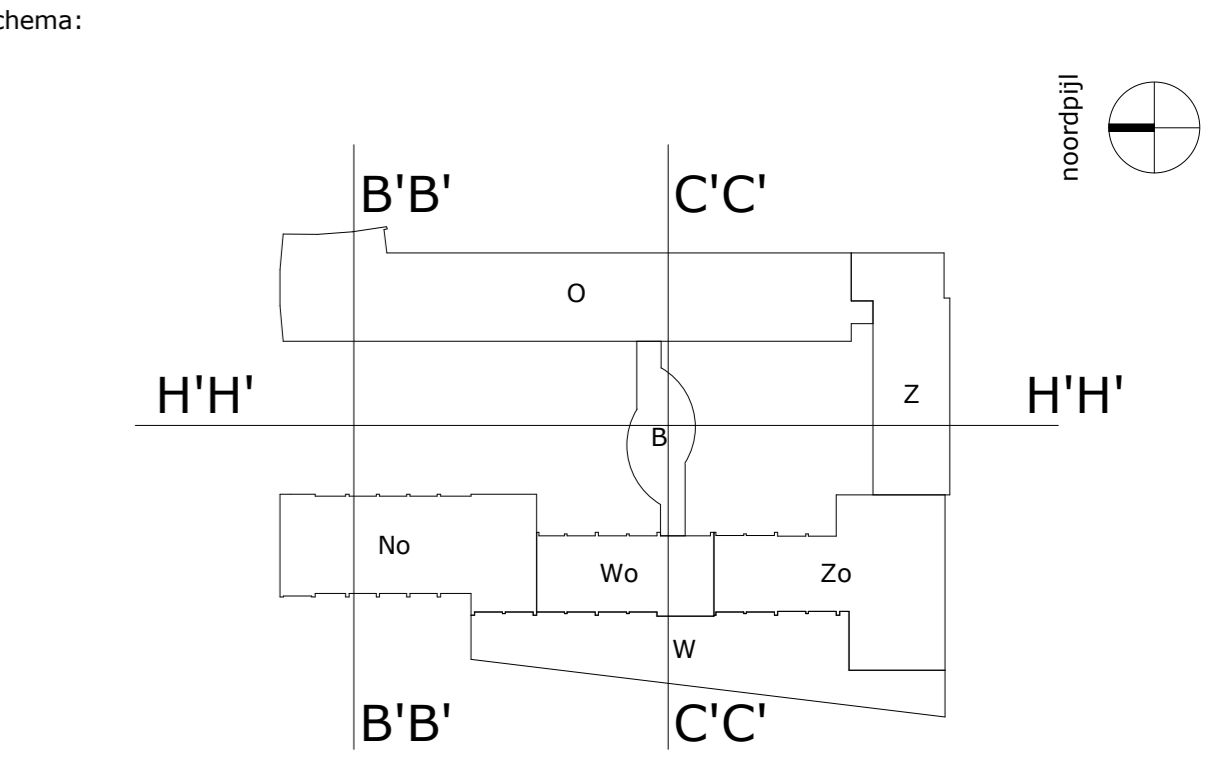 chema:
noordpijl
B'B'
C'C'
O
H'H'
H'H'
Z
B
No
Wo
Zo
W
B'B'
C'C'